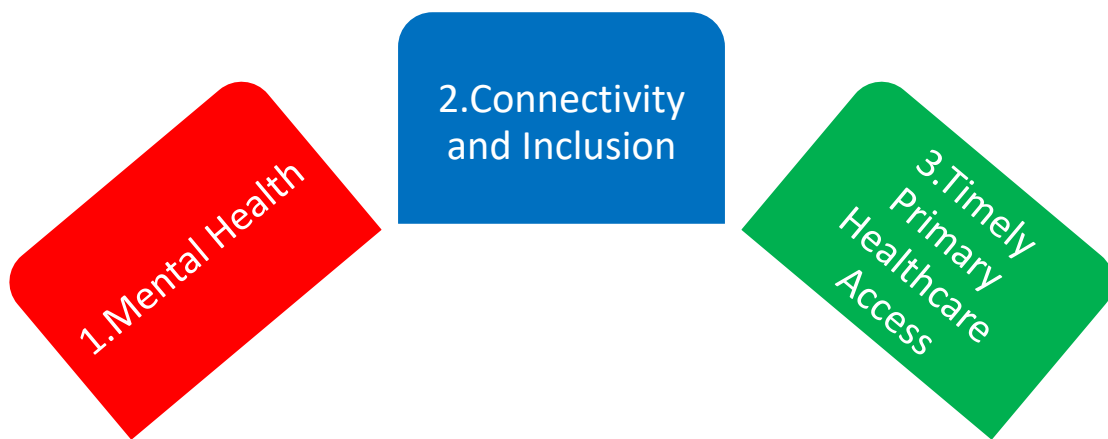 1.Mental Health
2.Connectivity
and Inclusion
3.Timely
Primary
Healthcare
Access